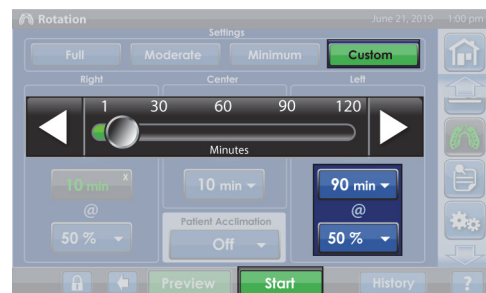 Rotation June 21, 2019 1:00 pm
Settings
Full Moderate Minimum Custom
Right Center Left
1 30 60 90 120
Minutes
10 min x 10 min 90 min
@ @
50 % Patient Acclimation 50 %
Off
Preview Start History ?